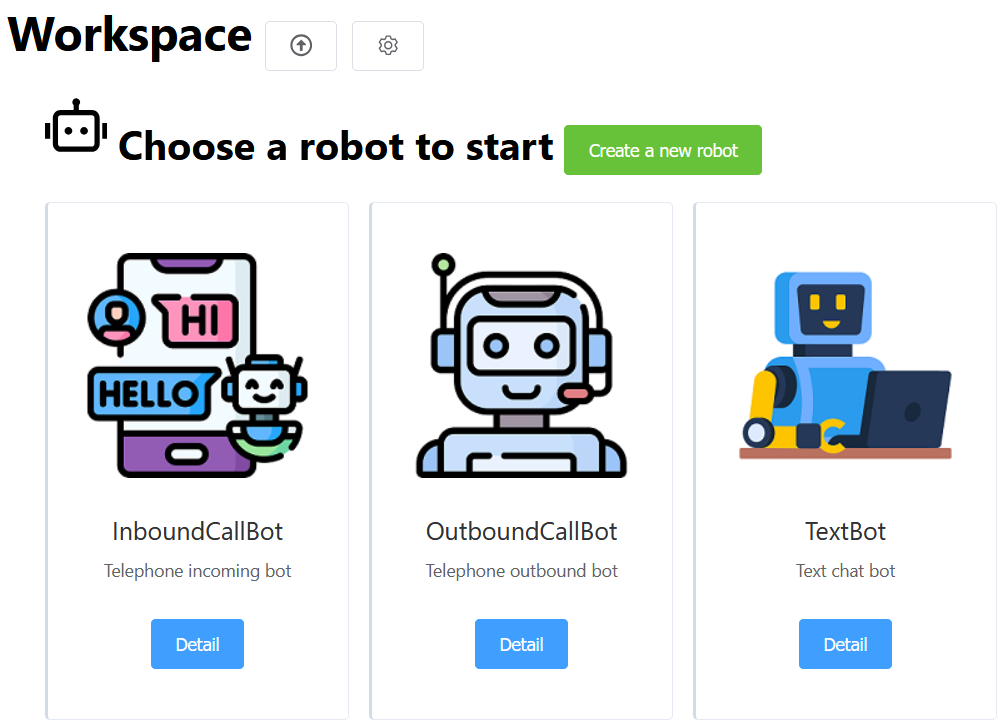 Workspace
Choose a robot to start
Create a new robot
HI
HELLO
InboundCallBot
Telephone incoming bot
Detail
OutboundCallBot
Telephone outbound bot
Detail
TextBot
Text chat bot
Detail